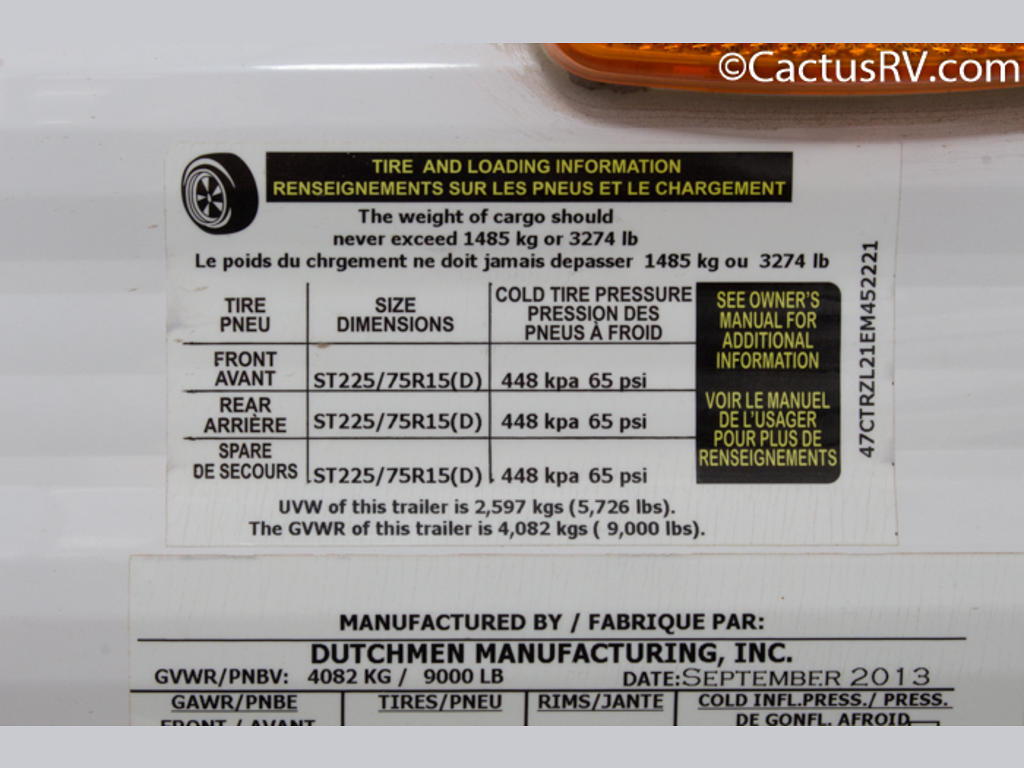 ©CactusRV.com
TIRE AND LOADING INFORMATION
RENSEIGNEMENTS SUR LES PNEUS ET LE CHARGEMENT
The weight of cargo should
never exceed 1485 kg or 3274 lb
Le poids du chrgement ne doit jamais depasser 1485 kg ou 3274 lb
TIRE
PNEU
SIZE
DIMENSIONS
COLD TIRE PRESSURE
PRESSION DES
PNEUS À FROID
FRONT
AVANT
ST225/75R15(D)
448 kpa 65 psi
REAR
ARRIÈRE
ST225/75R15(D)
448 kpa 65 psi
SPARE
DE SECOURS
ST225/75R15(D)
448 kpa 65 psi
SEE OWNER'S
MANUAL FOR
ADDITIONAL
INFORMATION
VOIR LE MANUEL
DE L'USAGER
POUR PLUS DE
RENSEIGNEMENTS
47CTRZL21EM452221
UVW of this trailer is 2,597 kgs (5,726 lbs).
The GVWR of this trailer is 4,082 kgs ( 9,000 lbs).
MANUFACTURED BY / FABRIQUE PAR:
DUTCHMEN MANUFACTURING, INC.
GVWR/PNBV: 4082 KG / 9000 LB
DATE: SEPTEMBER 2013
GAWR/PNBE
TIRES/PNEU
RIMS/JANTE
COLD INFL.PRESS./ PRESS.
DE GONFL. AFROID
FRONT / AVANT